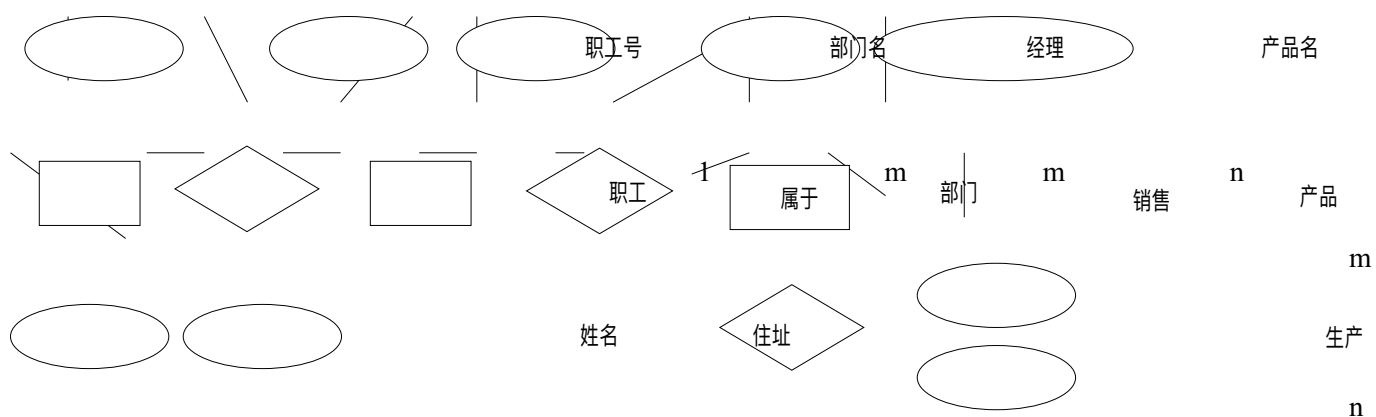 职工号 部门名 经理 产品名
职工 1 属于 m 部门 m 销售 n 产品
m
姓名 住址 生产
n